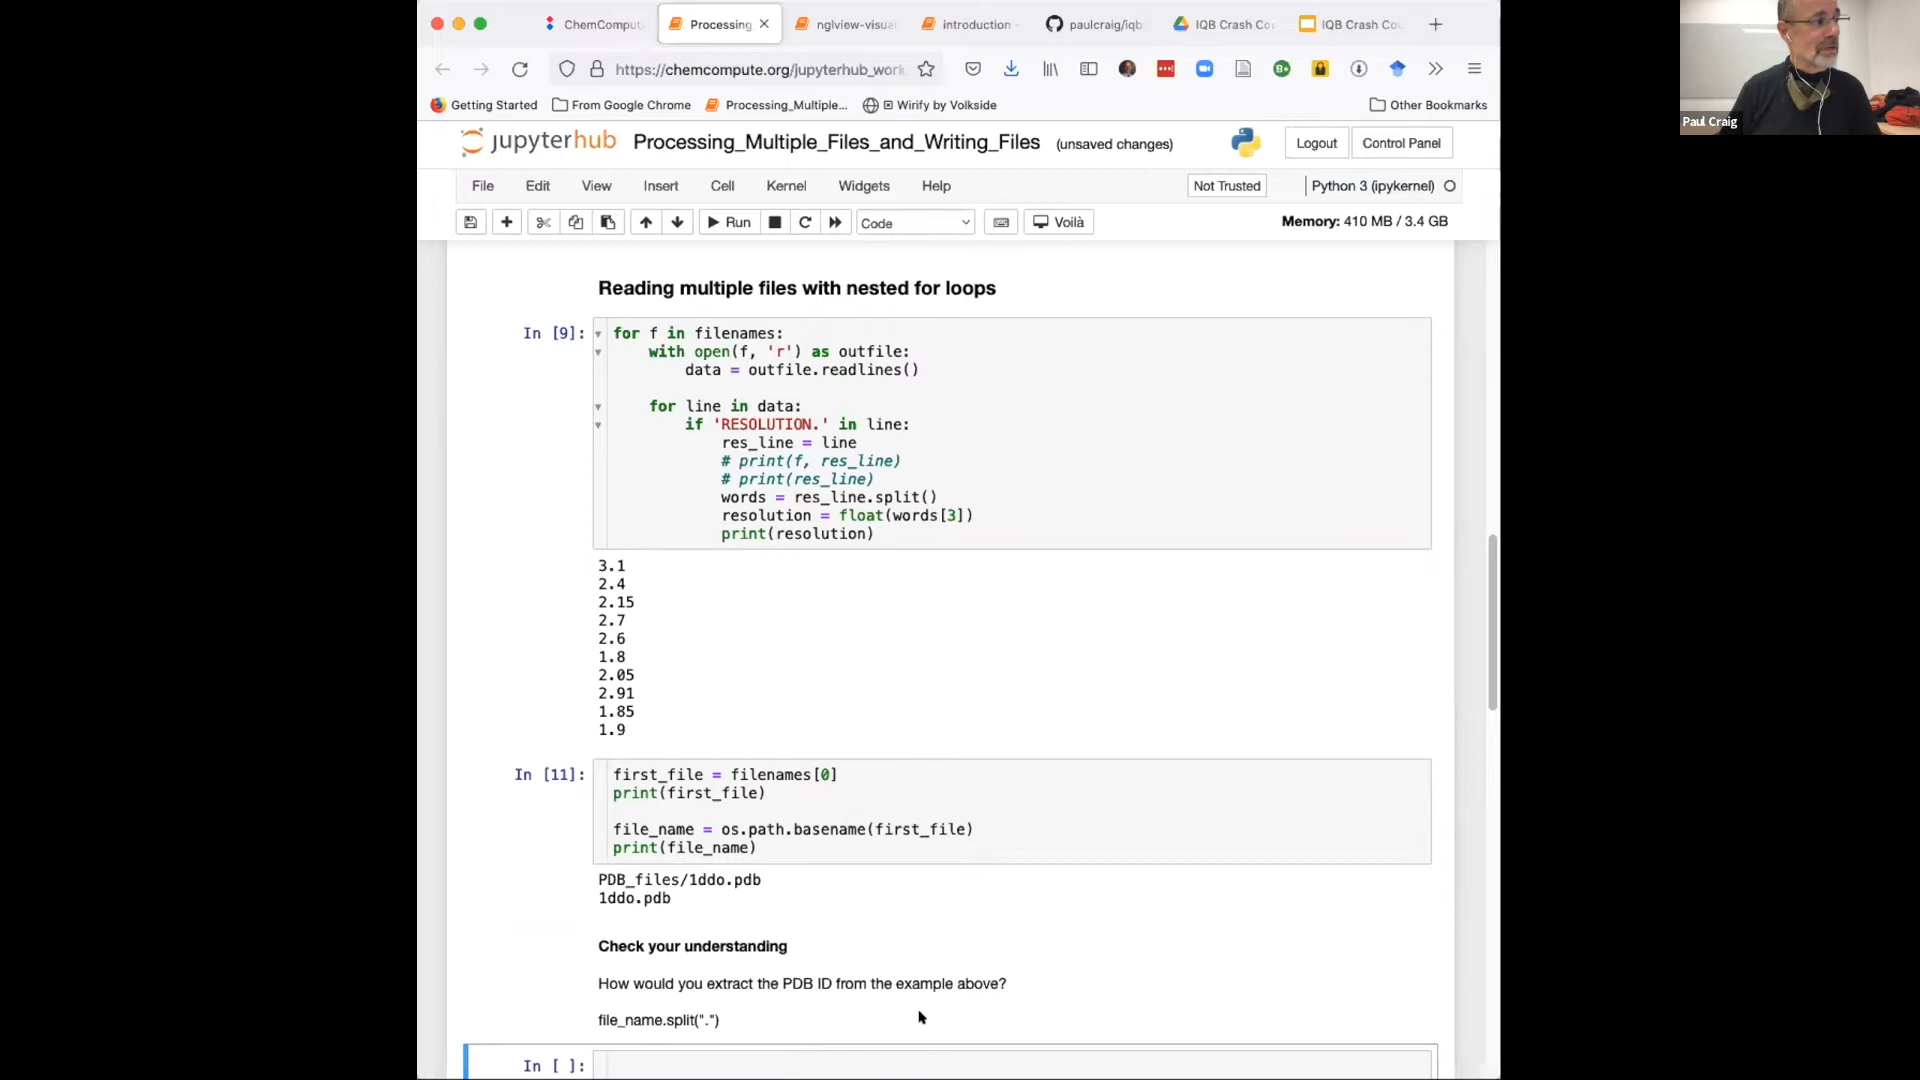 ChemCompute
Processing
nglview-visua
introduction
paulcraig/iqb
IQB Crash Co
IQB Crash Co
https://chemcompute.org/jupyterhub_work
Getting Started
From Google Chrome
Processing_Multiple...
Wirify by Volkside
Other Bookmarks
jupyterhub
Processing_Multiple_Files_and_Writing_Files (unsaved changes)
Logout
Control Panel
File
Edit
View
Insert
Cell
Kernel
Widgets
Help
Not Trusted
Python 3 (ipykernel)
Run
Code
Voilà
Memory: 410 MB / 3.4 GB
Reading multiple files with nested for loops
In [9]:
for f in filenames:
with open(f, 'r') as outfile:
data = outfile.readlines()
for line in data:
if 'RESOLUTION.' in line:
res_line = line
# print(f, res_line)
# print(res_line)
words = res_line.split()
resolution = float(words[3])
print(resolution)
3.1
2.4
2.15
2.7
2.6
1.8
2.05
2.91
1.85
1.9
In [11]:
first_file = filenames[0]
print(first_file)
file_name = os.path.basename(first_file)
print(file_name)
PDB_files/1ddo.pdb
1ddo.pdb
Check your understanding
How would you extract the PDB ID from the example above?
file_name.split(".")
In [ ]:
Paul Craig